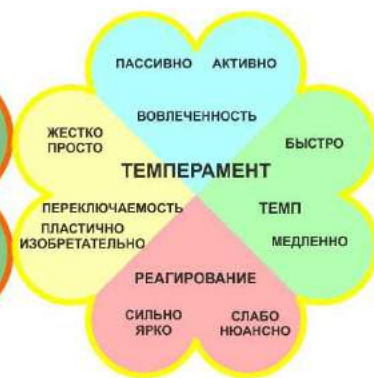 ПАССИВНО АКТИВНО
ВОВЛЕЧЕННОСТЬ
ЖЕСТКО
ПРОСТО
БЫСТРО
ТЕМПЕРАМЕНТ
ПЕРЕКЛЮЧАЕМОСТЬ
ПЛАСТИЧНО
ИЗОБРЕТАТЕЛЬНО
ТЕМП
МЕДЛЕННО
РЕАГИРОВАНИЕ
СИЛЬНО
ЯРКО
СЛАБО
НЮАНСНО